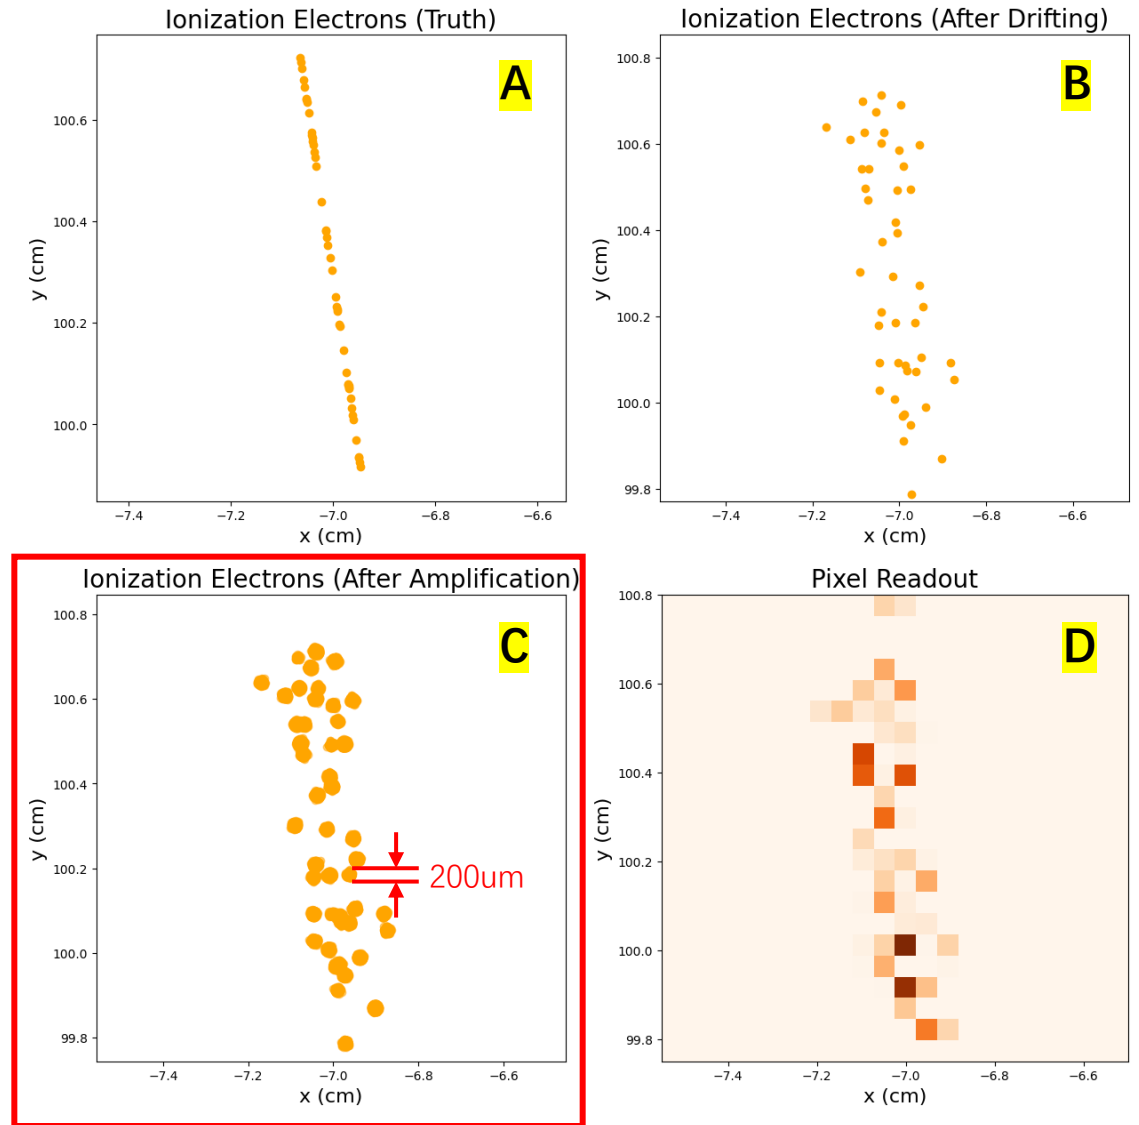 Ionization Electrons (Truth)
A
100.6
100.4
100.2
100.0
y (cm)
−7.4 −7.2 −7.0 −6.8 −6.6
x (cm)
Ionization Electrons (After Drifting)
B
100.8
100.6
100.4
100.2
100.0
99.8
y (cm)
−7.4 −7.2 −7.0 −6.8 −6.6
x (cm)
Ionization Electrons (After Amplification)
C
100.8
100.6
100.4
100.2
100.0
99.8
y (cm)
200um
−7.4 −7.2 −7.0 −6.8 −6.6
x (cm)
Pixel Readout
D
100.8
100.6
100.4
100.2
100.0
99.8
y (cm)
−7.4 −7.2 −7.0 −6.8 −6.6
x (cm)